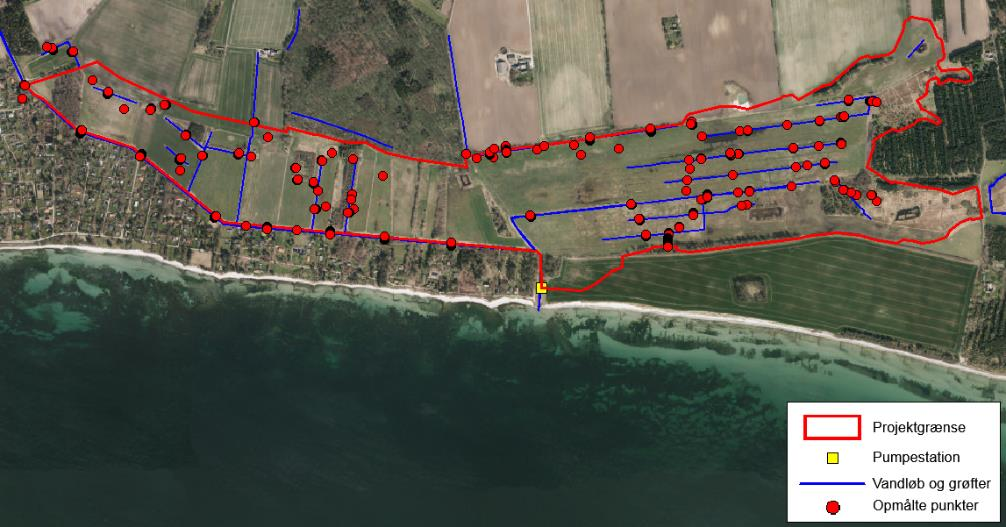 Projektgrænse
Pumpestation
Vandløb og grøfter
Opmålte punkter